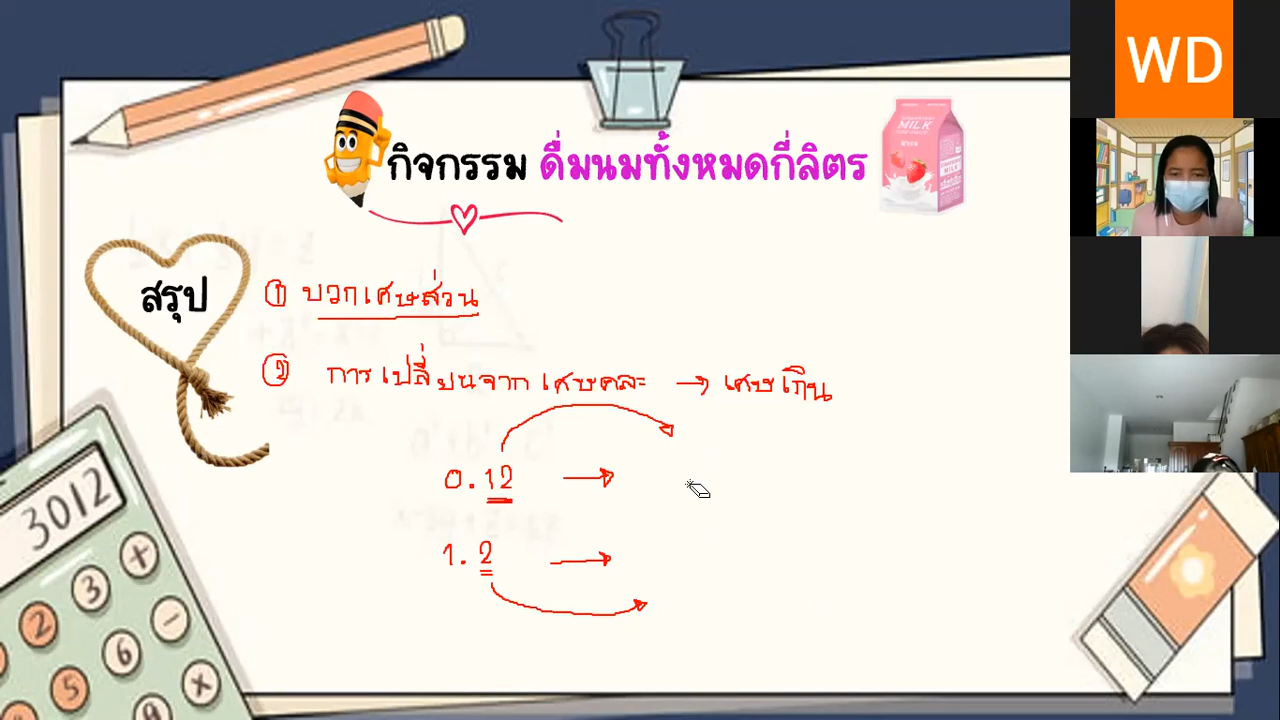 WD
กิจกรรม ดื่มนมทั้งหมดกี่ลิตร
MILK
สรุป
① บวกเศษส่วน
② การเปลี่ยนจากเศษคละ → เศษเกิน
0.12 →
1.2 →
3012